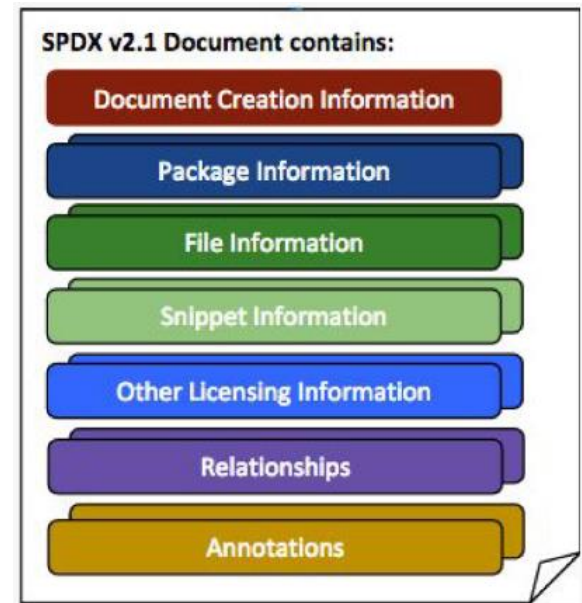 SPDX v2.1 Document contains:
Document Creation Information
Package Information
File Information
Snippet Information
Other Licensing Information
Relationships
Annotations